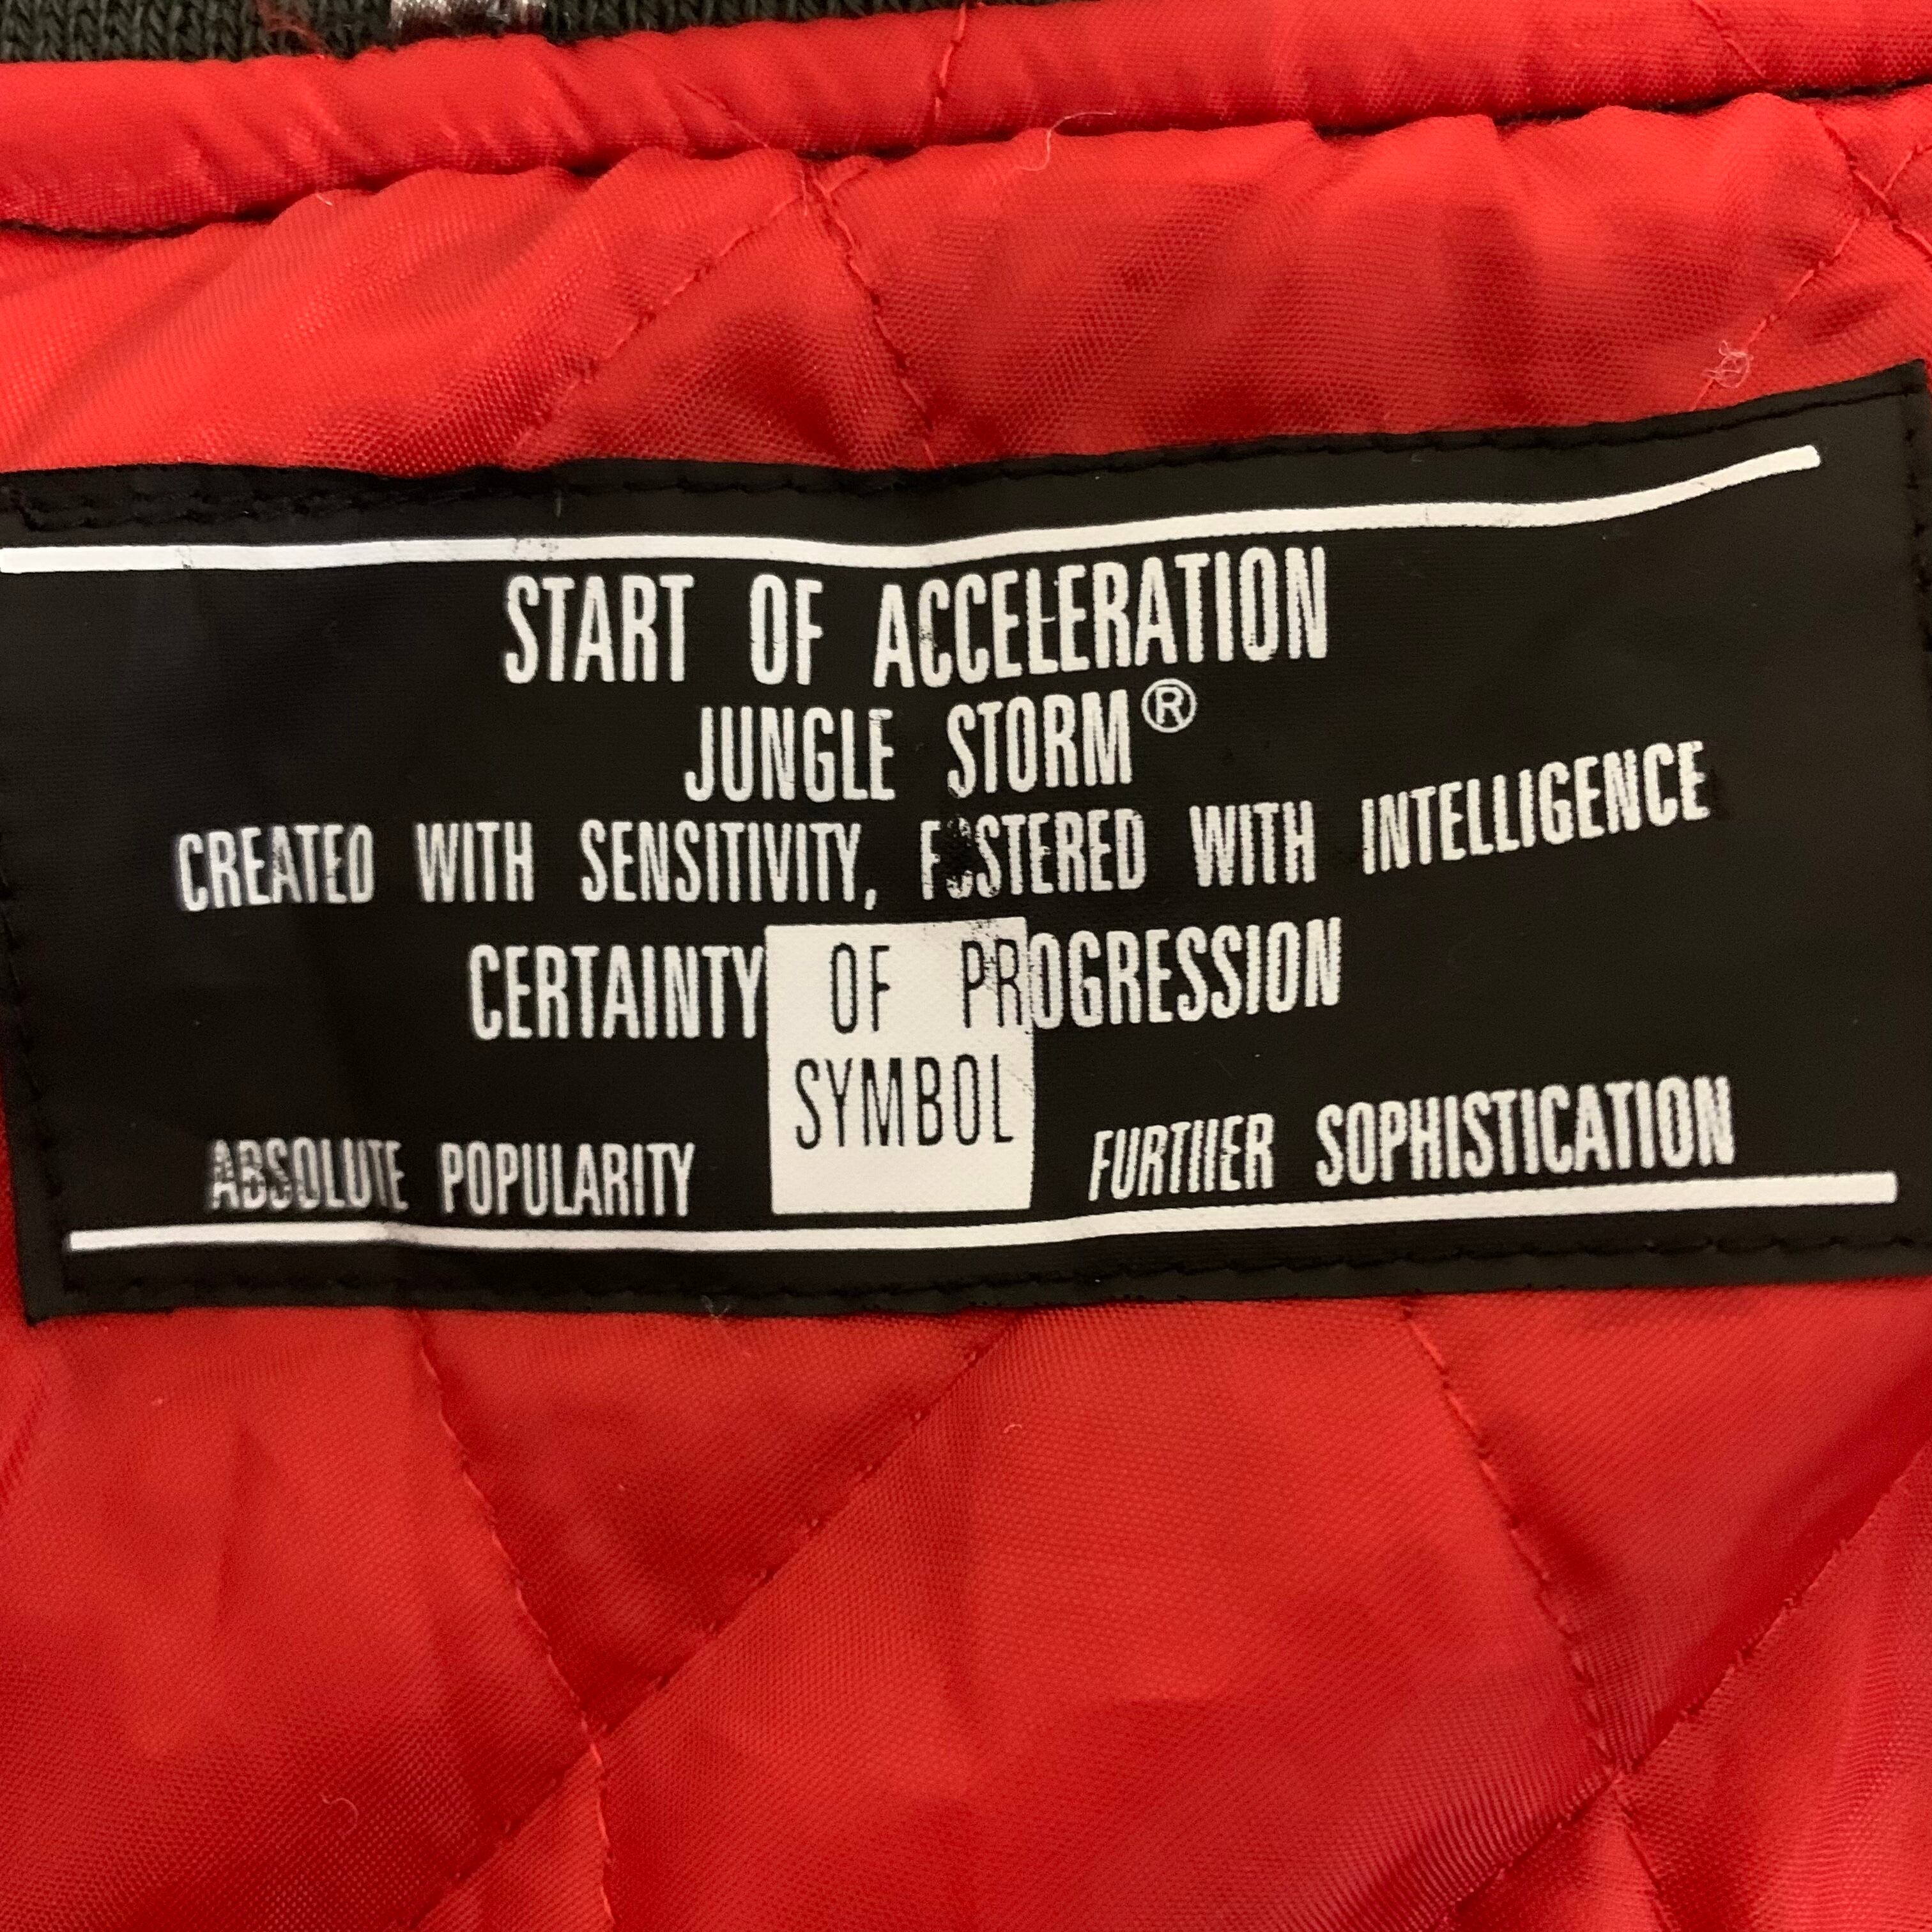 START OF ACCELERATION
JUNGLE STORM®
CREATED WITH SENSITIVITY, FOSTERED WITH INTELLIGENCE
CERTAINTY OF PROGRESSION
SYMBOL
ABSOLUTE POPULARITY FURTHER SOPHISTICATION